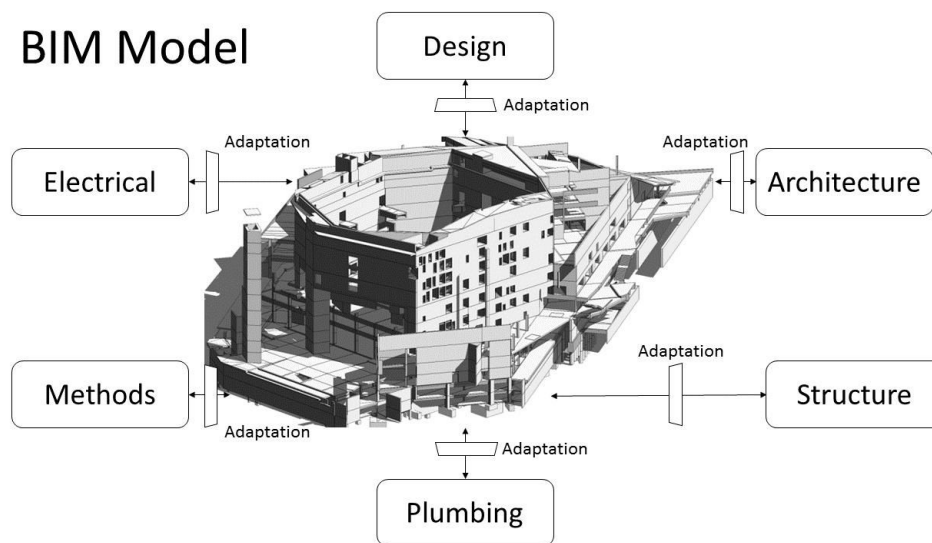 BIM Model
Design
Adaptation
Adaptation
Adaptation
Electrical
Architecture
Adaptation
Methods
Structure
Adaptation
Adaptation
Plumbing